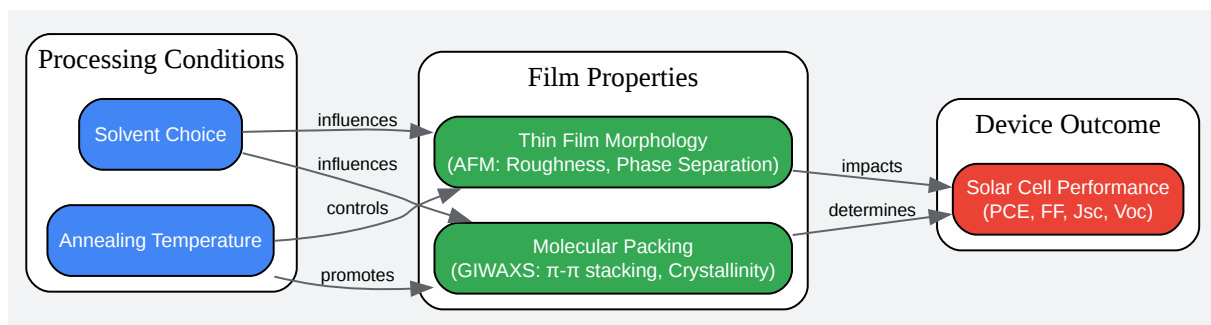 Processing Conditions
Solvent Choice
Annealing Temperature
influences
influences
controls
promotes
Film Properties
Thin Film Morphology
(AFM: Roughness, Phase Separation)
Molecular Packing
(GIWAXS: π-π stacking, Crystallinity)
impacts
determines
Device Outcome
Solar Cell Performance
(PCE, FF, Jsc, Voc)